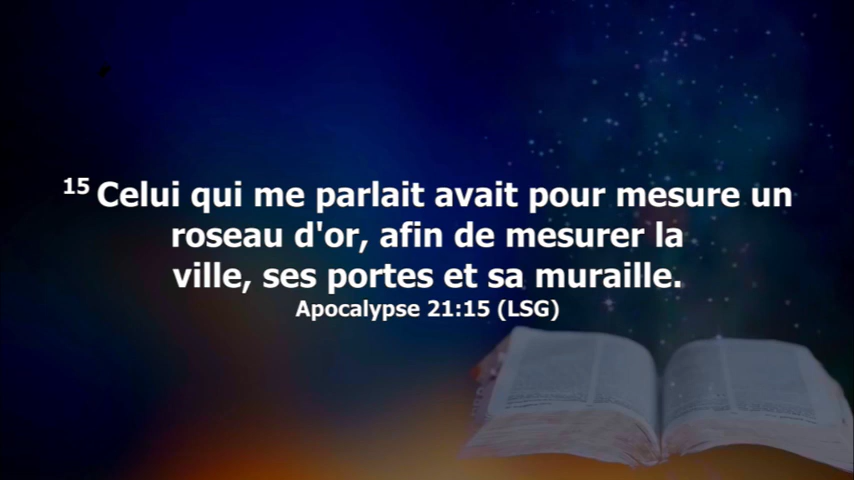 15 Celui qui me parlait avait pour mesure un
roseau d'or, afin de mesurer la
ville, ses portes et sa muraille.
Apocalypse 21:15 (LSG)